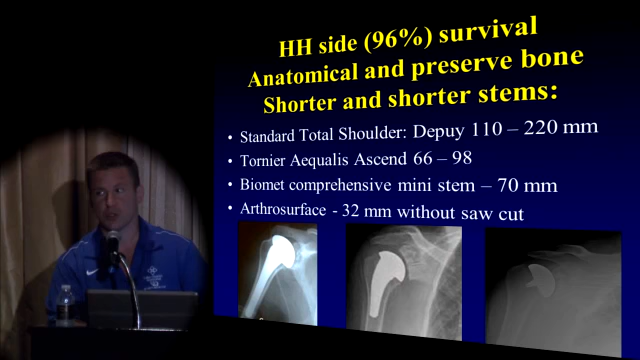 HH side (96%) survival
Anatomical and preserve bone
Shorter and shorter stems:
• Standard Total Shoulder: Depuy 110 – 220 mm
• Tornier Aequalis Ascend 66 – 98
• Biomet comprehensive mini stem – 70 mm
• Arthrosurface - 32 mm without saw cut